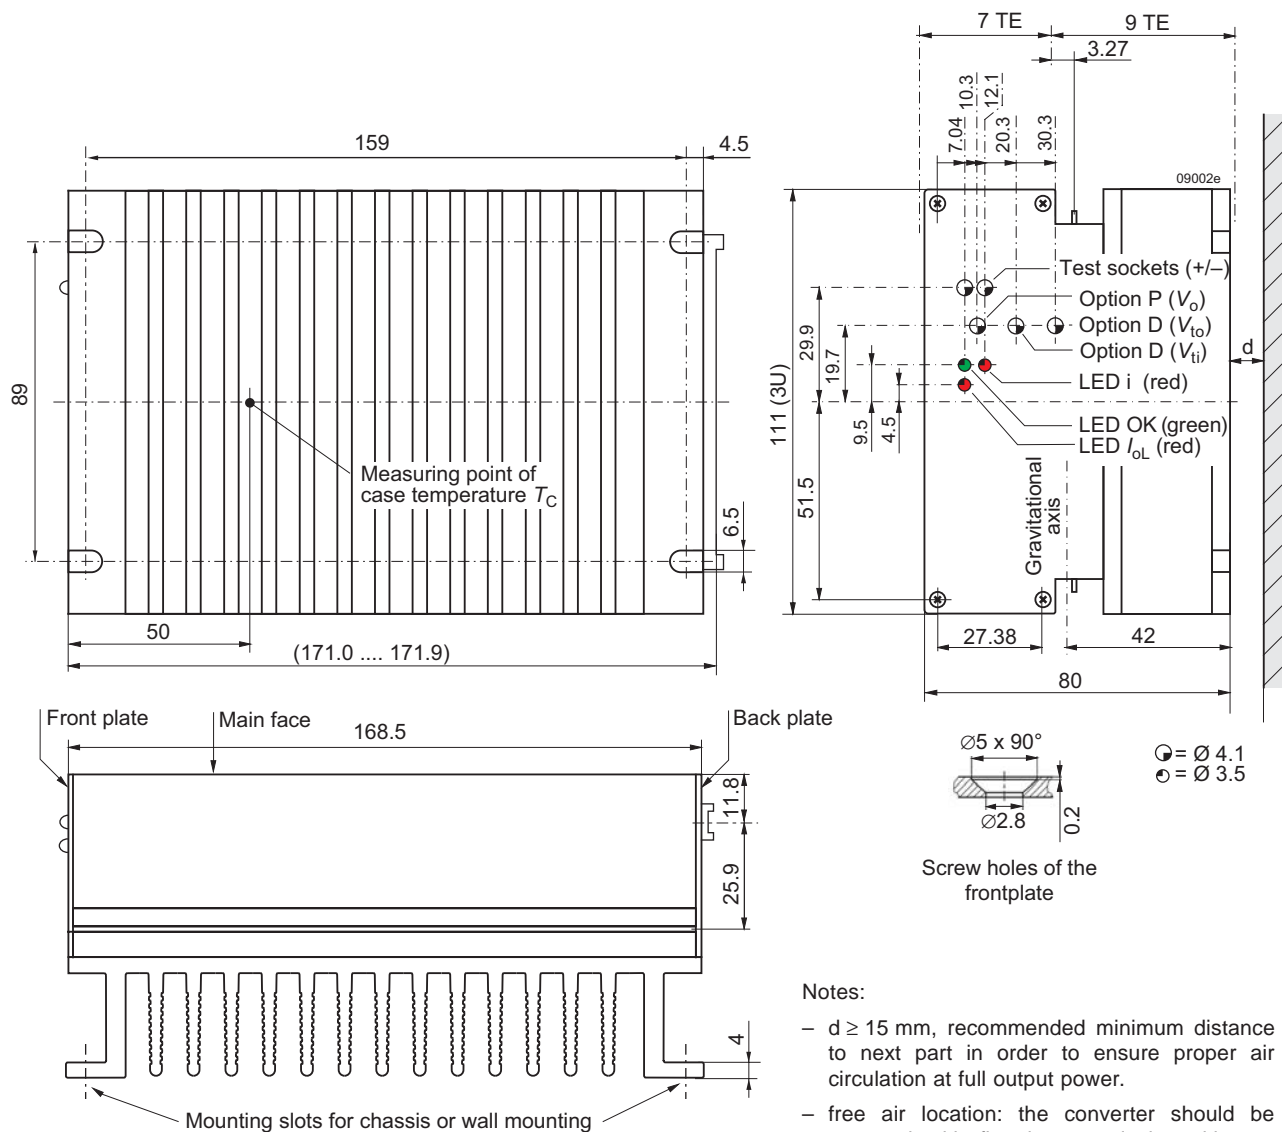 7 TE
9 TE
3.27
10.3
12.1
7.04
20.3
30.3
159
4.5
09002e
Test sockets (+/–)
Option P (Vo)
Option D (Vto)
Option D (Vti)
LED i (red)
LED OK (green)
LED IoL (red)
d
89
29.9
19.7
9.5
4.5
111 (3U)
51.5
Gravitational
axis
Measuring point of
case temperature TC
6.5
50
(171.0 .... 171.9)
27.38
42
80
Front plate
Main face
Back plate
168.5
11.8
25.9
∅5 x 90°
∅2.8
0.2
= Ø 4.1
= Ø 3.5
Screw holes of the
frontplate
4
Mounting slots for chassis or wall mounting
Notes:
– d ≥ 15 mm, recommended minimum distance
to next part in order to ensure proper air
circulation at full output power.
– free air location: the converter should be